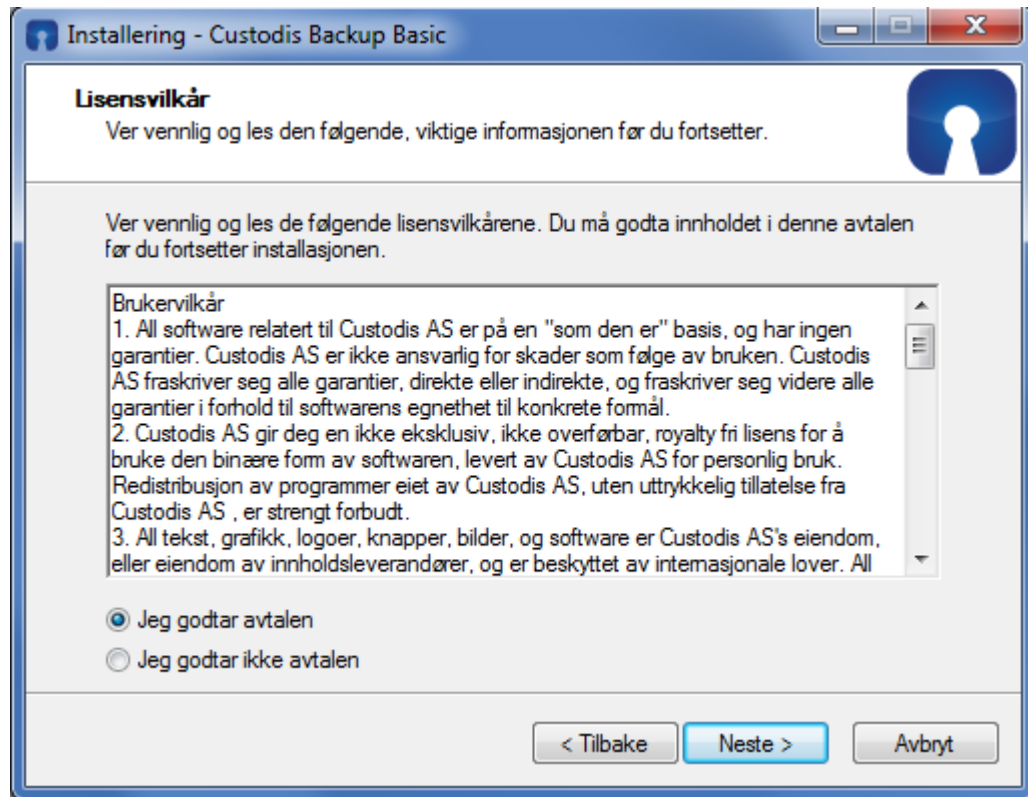 Installering - Custodis Backup Basic
Lisensvilkår
Ver vennlig og les den følgende, viktige informasjonen før du fortsetter.
Ver vennlig og les de følgende lisensvilkårene. Du må godta innholdet i denne avtalen
før du fortsetter installasjonen.
Brukervilkår
1. All software relatert til Custodis AS er på en "som den er" basis, og har ingen
garantier. Custodis AS er ikke ansvarlig for skader som følge av bruken. Custodis
AS fraskriver seg alle garantier, direkte eller indirekte, og fraskriver seg videre alle
garantier i forhold til softwarens egnethet til konkrete formål.
2. Custodis AS gir deg en ikke eksklusiv, ikke overførbar, royalty fri lisens for å
bruke den binære form av softwaren, levert av Custodis AS for personlig bruk.
Redistribusjon av programmer eiet av Custodis AS, uten uttrykkelig tillatelse fra
Custodis AS , er strengt forbudt.
3. All tekst, grafikk, logoer, knapper, bilder, og software er Custodis AS's eiendom,
eller eiendom av innholdsleverandører, og er beskyttet av internasjonale lover. All
Jeg godtar avtalen
Jeg godtar ikke avtalen
< Tilbake
Neste >
Avbryt